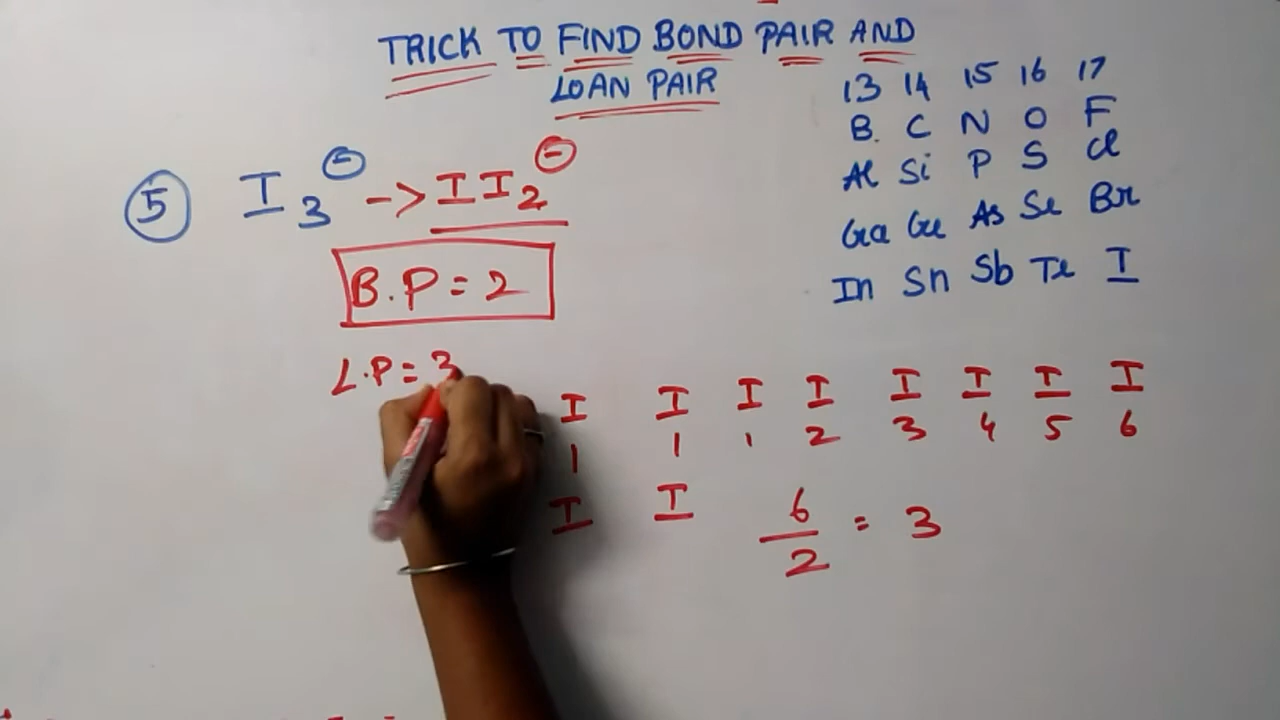 TRICK TO FIND BOND PAIR AND
LOAN PAIR
13 14 15 16 17
B. C N O F
Al Si P S Cl
Ga Ge As Se Br
In Sn Sb Te I
5 I3⊖ -> I I2⊖
B.P = 2
L.P = 3
I I I I I I I I
1 1 1 2 3 4 5 6
I I
6/2 = 3